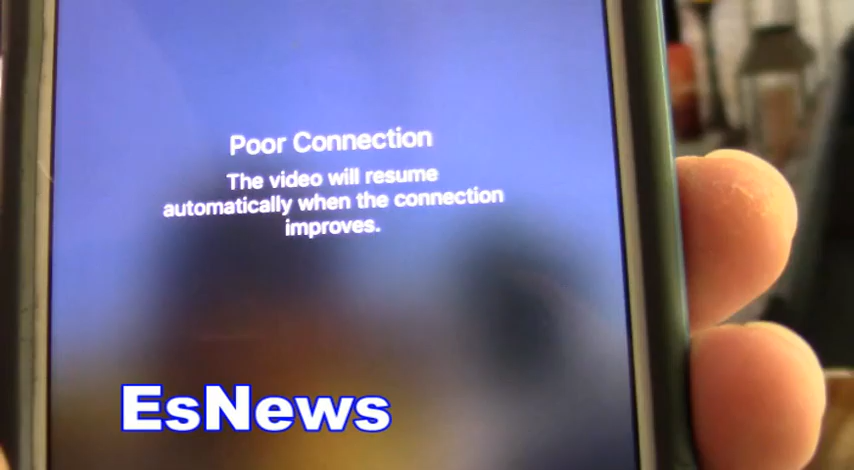 Poor Connection
The video will resume
automatically when the connection
improves.
EsNews